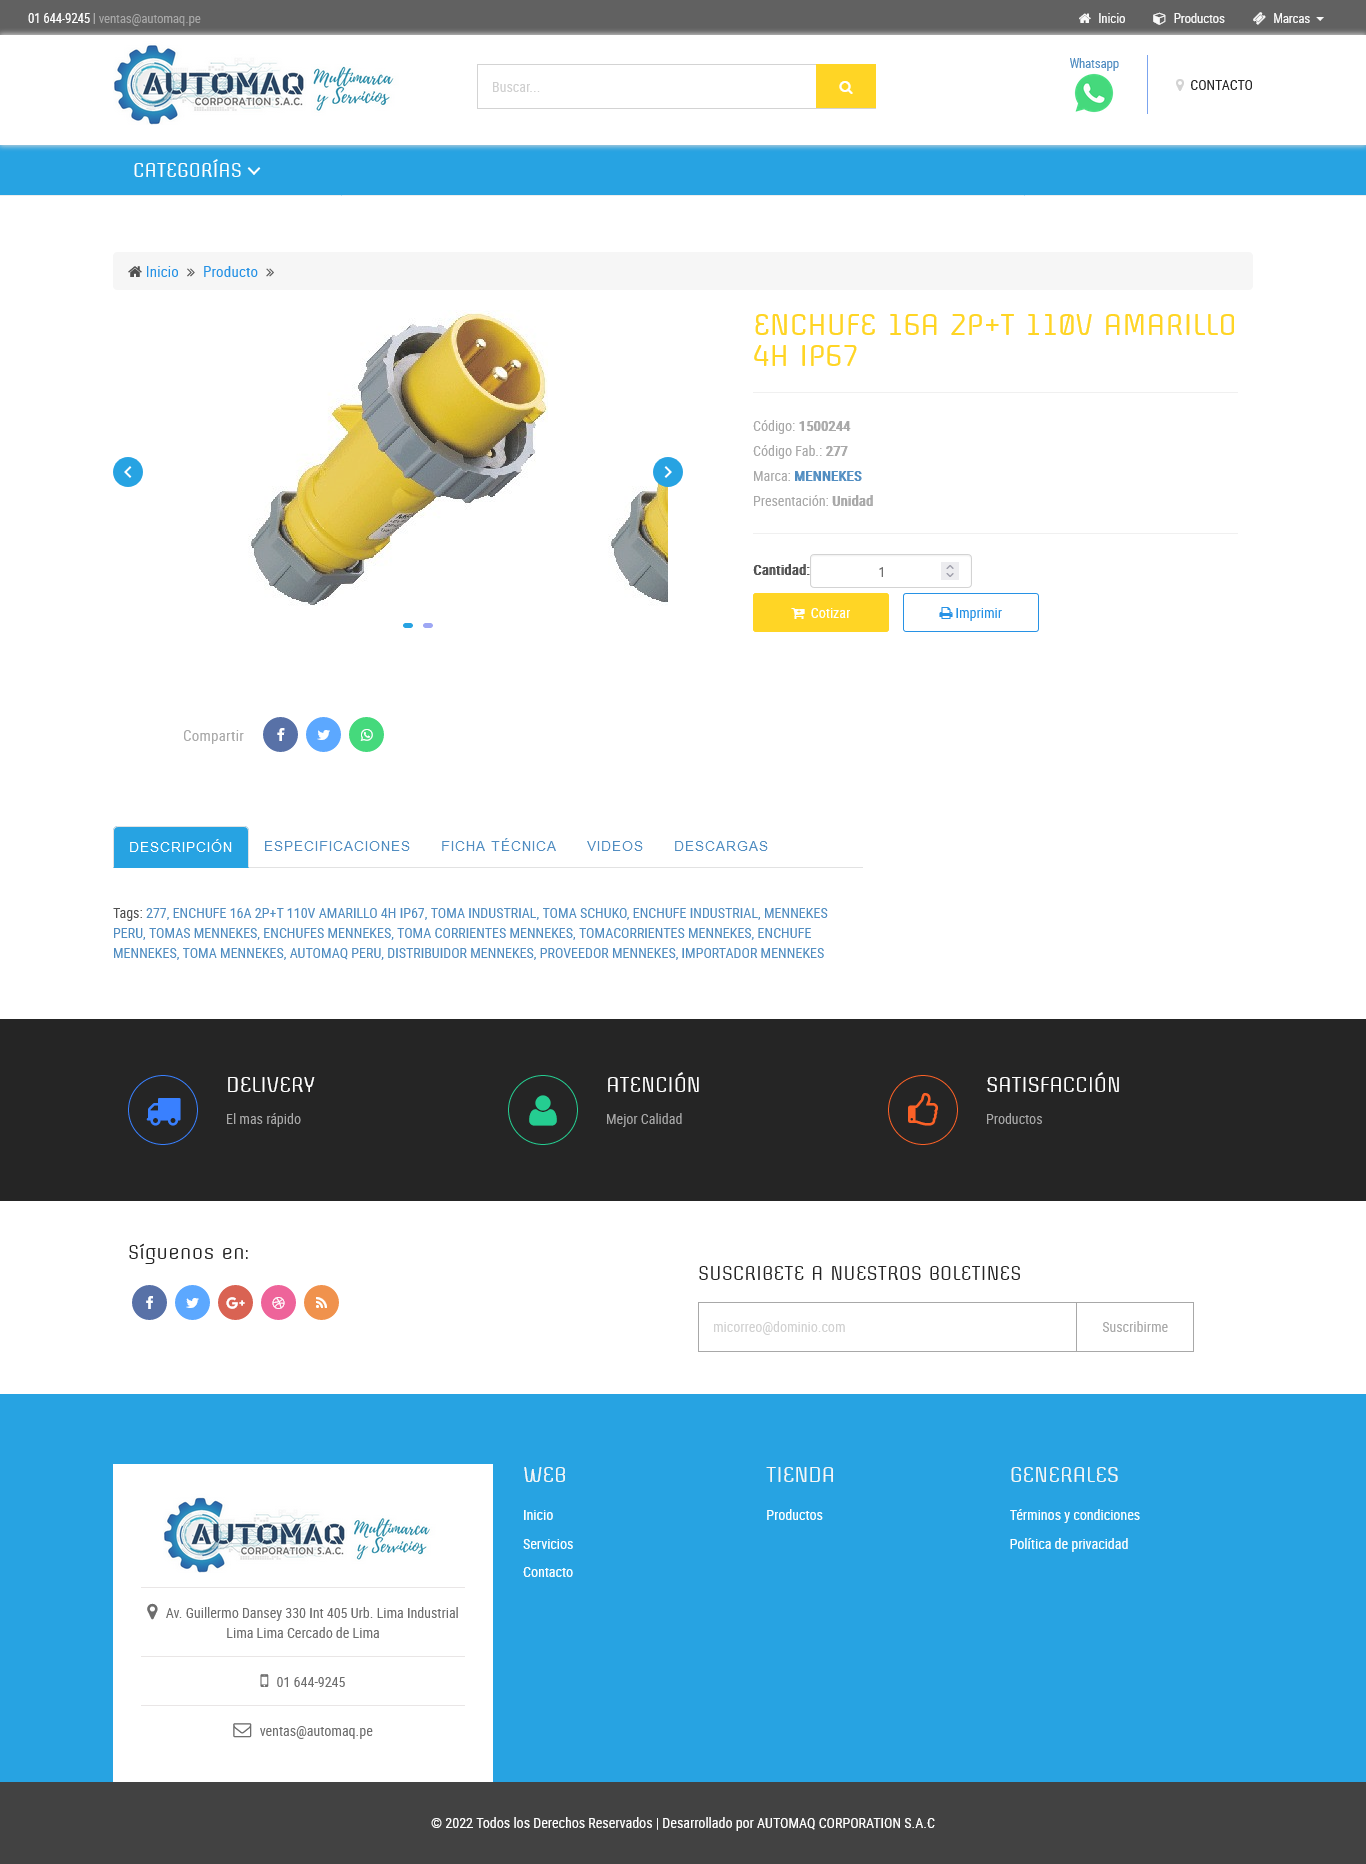 01 644-9245 | ventas@automaq.pe
Inicio
Productos
Marcas
AUTOMAQ
CORPORATION S.A.C.
Multimarca
y Servicios
Buscar...
Whatsapp
CONTACTO
CATEGORÍAS
Inicio » Producto »
ENCHUFE 16A 2P+T 110V AMARILLO
4H IP67
Código: 1500244
Código Fab.: 277
Marca: MENNEKES
Presentación: Unidad
Cantidad: 1
Cotizar
Imprimir
Compartir
DESCRIPCIÓN
ESPECIFICACIONES
FICHA TÉCNICA
VIDEOS
DESCARGAS
Tags: 277, ENCHUFE 16A 2P+T 110V AMARILLO 4H IP67, TOMA INDUSTRIAL, TOMA SCHUKO, ENCHUFE INDUSTRIAL, MENNEKES
PERU, TOMAS MENNEKES, ENCHUFES MENNEKES, TOMA CORRIENTES MENNEKES, TOMACORRIENTES MENNEKES, ENCHUFE
MENNEKES, TOMA MENNEKES, AUTOMAQ PERU, DISTRIBUIDOR MENNEKES, PROVEEDOR MENNEKES, IMPORTADOR MENNEKES
DELIVERY
El mas rápido
ATENCIÓN
Mejor Calidad
SATISFACCIÓN
Productos
Síguenos en:
SUSCRIBETE A NUESTROS BOLETINES
micorreo@dominio.com
Suscribirme
AUTOMAQ
CORPORATION S.A.C.
Multimarca
y Servicios
Av. Guillermo Dansey 330 Int 405 Urb. Lima Industrial
Lima Lima Cercado de Lima
01 644-9245
ventas@automaq.pe
WEB
Inicio
Servicios
Contacto
TIENDA
Productos
GENERALES
Términos y condiciones
Política de privacidad
© 2022 Todos los Derechos Reservados | Desarrollado por AUTOMAQ CORPORATION S.A.C